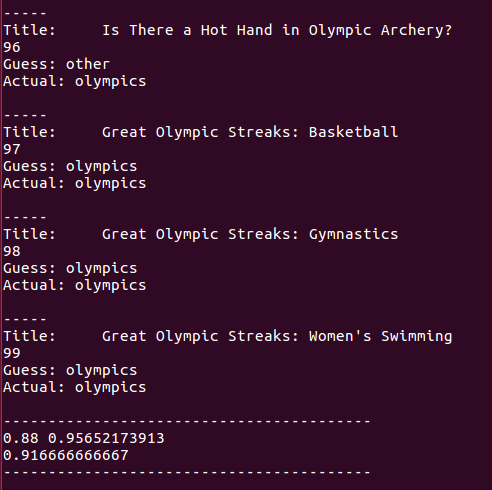 -----
Title:     Is There a Hot Hand in Olympic Archery?
96
Guess: other
Actual: olympics
-----
Title:     Great Olympic Streaks: Basketball
97
Guess: olympics
Actual: olympics
-----
Title:     Great Olympic Streaks: Gymnastics
98
Guess: olympics
Actual: olympics
-----
Title:     Great Olympic Streaks: Women's Swimming
99
Guess: olympics
Actual: olympics
-----------------------------------------
0.88 0.95652173913
0.916666666667
-----------------------------------------